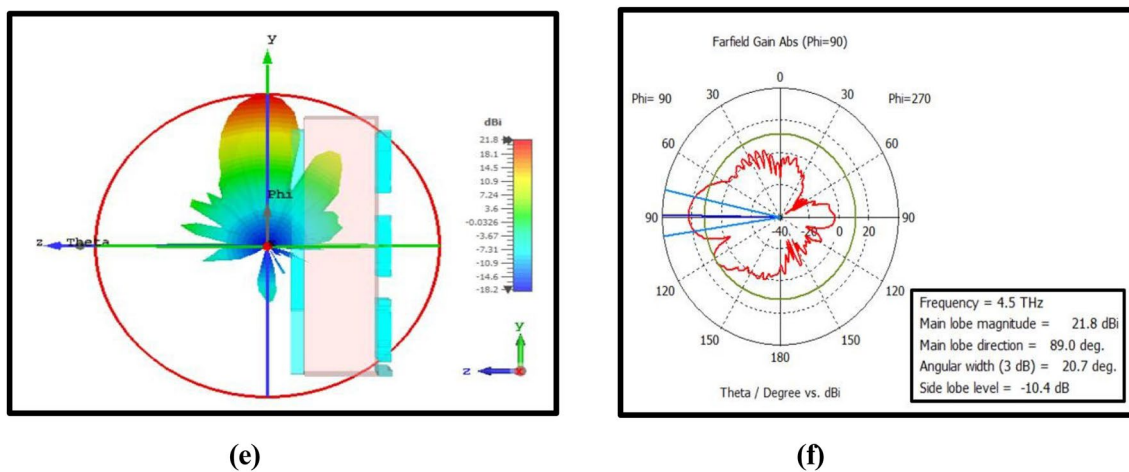 y
dBi
21.8
18.1
14.5
10.9
7.24
3.6
-0.0326
-3.67
-7.31
-10.9
-14.6
-18.2
Phi
z
Theta
y
z
x
(e)
Farfield Gain Abs (Phi=90)
0
Phi= 90
30
30
Phi=270
60
60
90
-40
-20
0
20
90
120
120
150
150
180
Theta / Degree vs. dBi
Frequency = 4.5 THz
Main lobe magnitude = 21.8 dBi
Main lobe direction = 89.0 deg.
Angular width (3 dB) = 20.7 deg.
Side lobe level = -10.4 dB
(f)